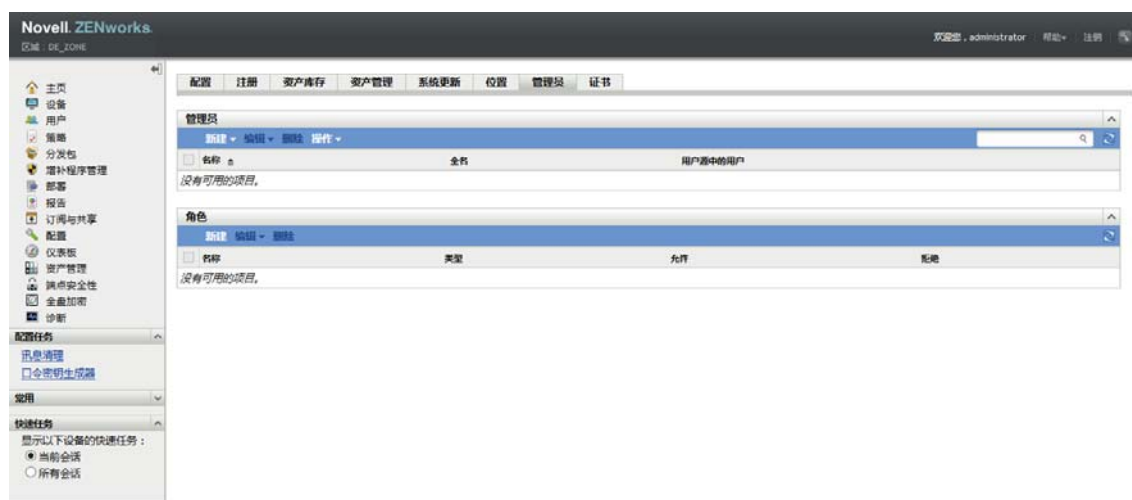 Novell. ZENworks.
区域 : DE_ZONE
欢迎您 , administrator 帮助 注销
主页
设备
用户
策略
分发包
增补程序管理
部署
报告
订阅与共享
配置
仪表板
资产管理
端点安全性
全盘加密
诊断
配置任务
讯息清理
口令密钥生成器
常用
快速任务
显示以下设备的快速任务 :
当前会话
所有会话
配置 注册 资产库存 资产管理 系统更新 位置 管理员 证书
管理员
新建 编辑 删除 操作
名称 全名 用户源中的用户
没有可用的项目。
角色
新建 编辑 删除
名称 类型 允许 拒绝
没有可用的项目。